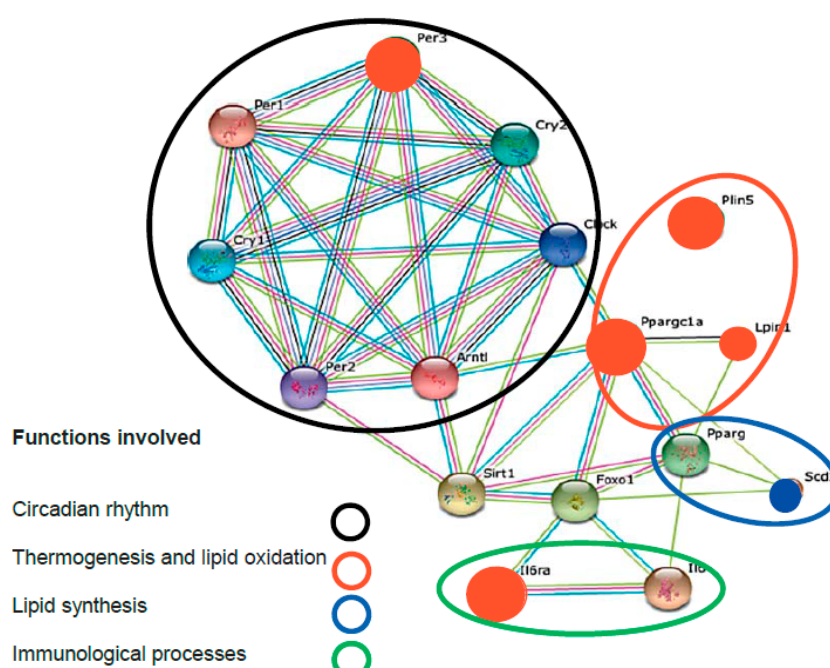 Per3
Per1
Cry2
Plin5
Clock
Cry1
Ppargc1a
Lpin1
Per2
Arntl
Functions involved
Pparg
Sirt1
Foxo1
Scd
Circadian rhythm
Thermogenesis and lipid oxidation
Il6ra
Il6
Lipid synthesis
Immunological processes